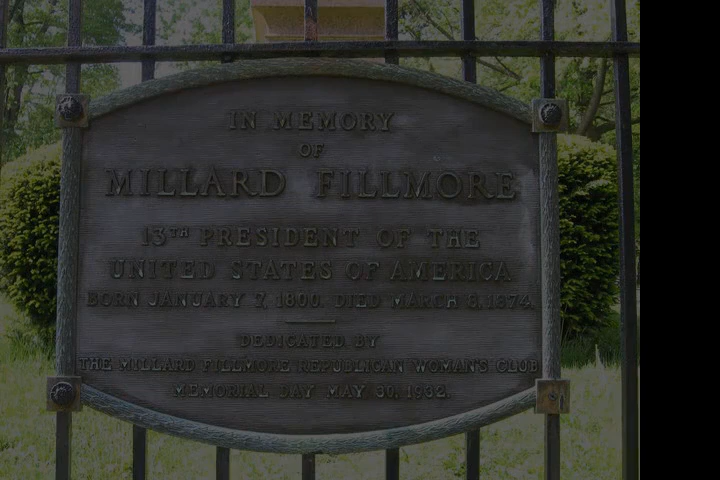 IN MEMORY
OF
MILLARD FILLMORE
13TH PRESIDENT OF THE
UNITED STATES OF AMERICA
BORN JANUARY 7, 1800. DIED MARCH 8, 1874.
DEDICATED BY
THE MILLARD FILLMORE REPUBLICAN WOMAN'S CLUB
MEMORIAL DAY MAY 30, 1932.